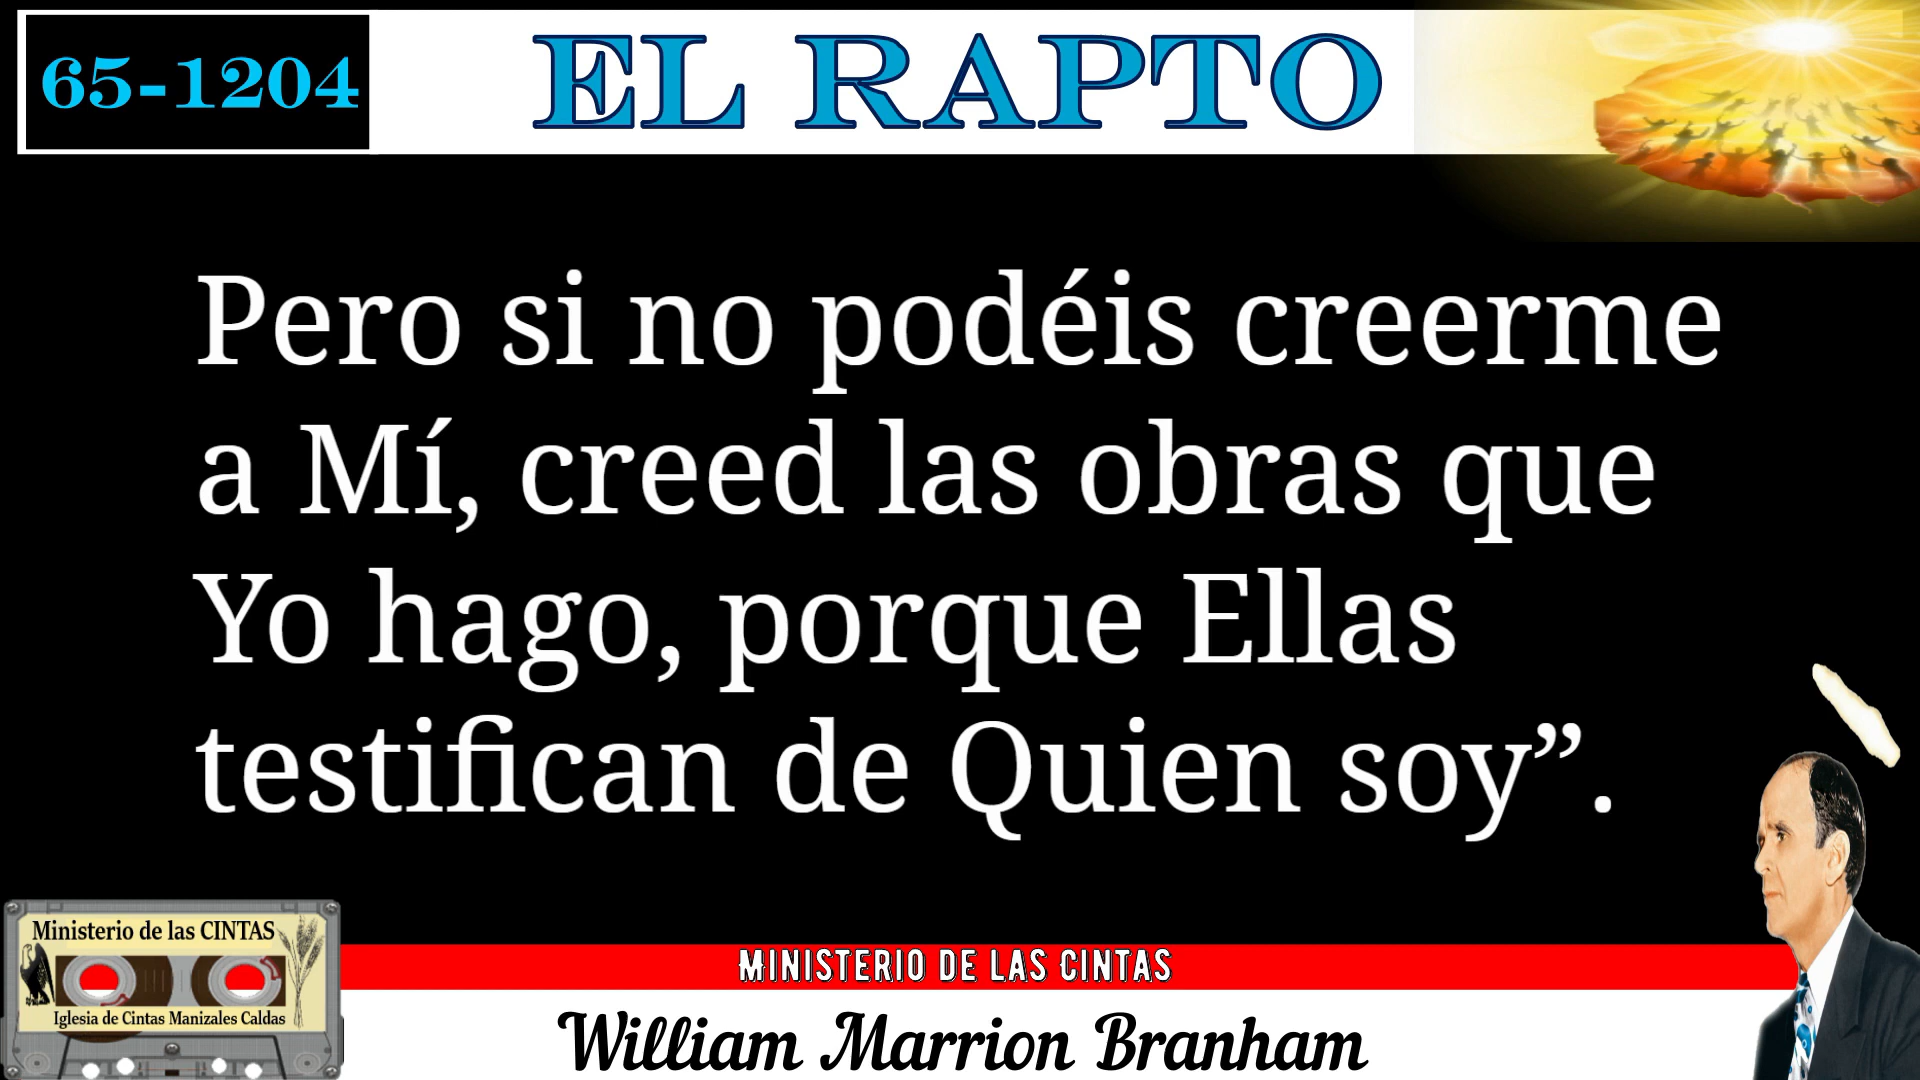 65-1204
EL RAPTO
Pero si no podéis creerme
a Mí, creed las obras que
Yo hago, porque Ellas
testifican de Quien soy”.
Ministerio de las CINTAS
Iglesia de Cintas Manizales Caldas
MINISTERIO DE LAS CINTAS
William Marrion Branham